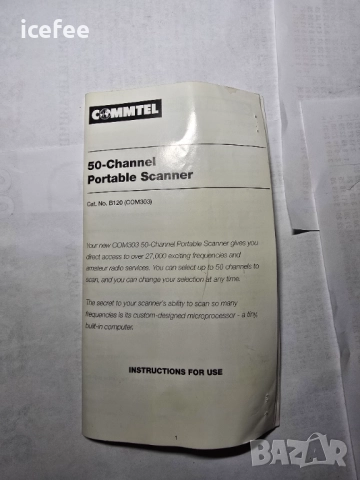 icefee
COMMTEL
50-Channel
Portable Scanner
Cat. No. B120 (COM303)
Your new COM303 50-Channel Portable Scanner gives you
direct access to over 27,000 exciting frequencies and
amateur radio services. You can select up to 50 channels to
scan, and you can change your selection at any time.
The secret to your scanner's ability to scan so many
frequencies is its custom-designed microprocessor - a tiny,
built-in computer.
INSTRUCTIONS FOR USE
1
BAZAR